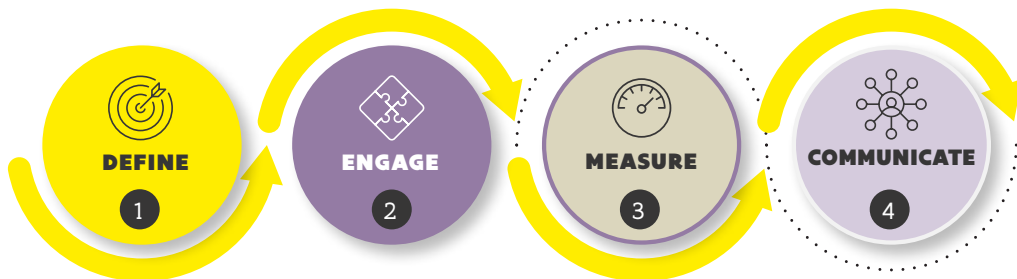 DEFINE
1
ENGAGE
2
MEASURE
3
COMMUNICATE
4